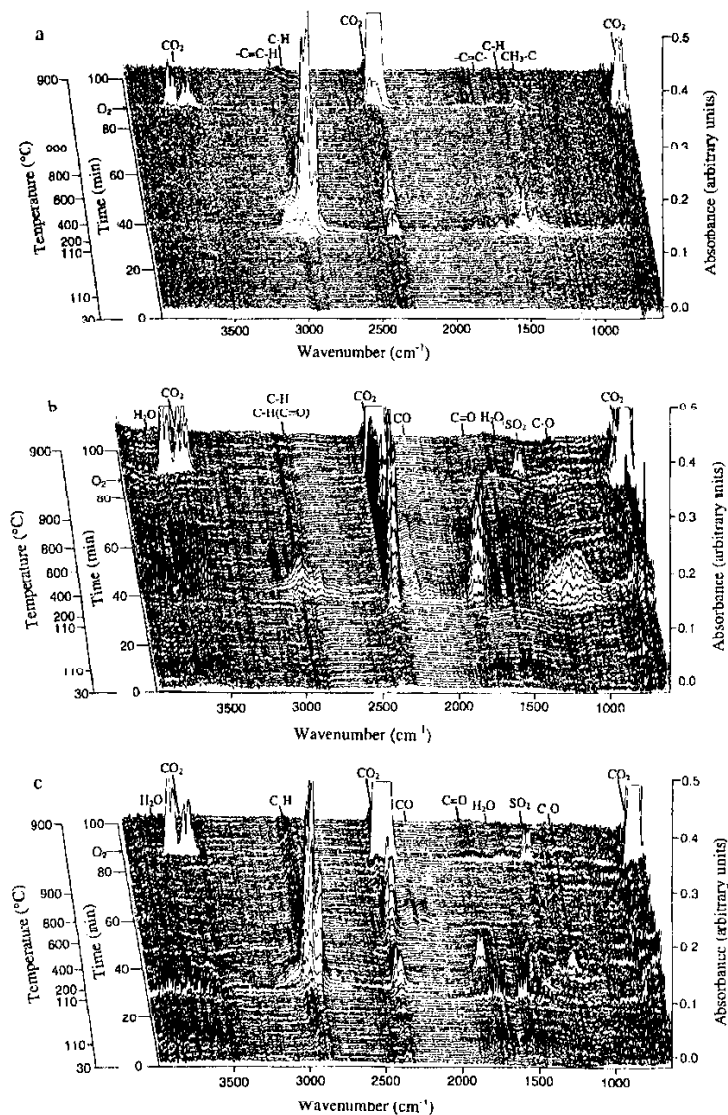 a
CO₂
-C=C-H
C-H
CO₂
-C=C-
C-H
CH₃-C
CO₂
900
900
800
600
400
200
110
110
30
Temperature (°C)
100
O₂
80
60
40
20
0
Time (min)
0.5
0.4
0.3
0.2
0.1
0.0
Absorbance (arbitrary units)
3500 3000 2500 2000 1500 1000
Wavenumber (cm⁻¹)
b
H₂O
CO₂
C-H
C-H(C=O)
CO₂
CO
C=O
H₂O
SO₂
C-O
CO₂
900
900
800
600
400
200
110
110
30
Temperature (°C)
100
O₂
80
60
40
20
0
Time (min)
0.6
0.4
0.3
0.2
0.1
0.0
Absorbance (arbitrary units)
3500 3000 2500 2000 1500 1000
Wavenumber (cm⁻¹)
c
H₂O
CO₂
C-H
CO₂
CO
C=O
H₂O
SO₂
C-O
CO₂
900
900
800
600
400
200
110
110
30
Temperature (°C)
100
O₂
80
60
40
20
0
Time (min)
0.5
0.4
0.3
0.2
0.1
0.0
Absorbance (arbitrary units)
3500 3000 2500 2000 1500 1000
Wavenumber (cm⁻¹)